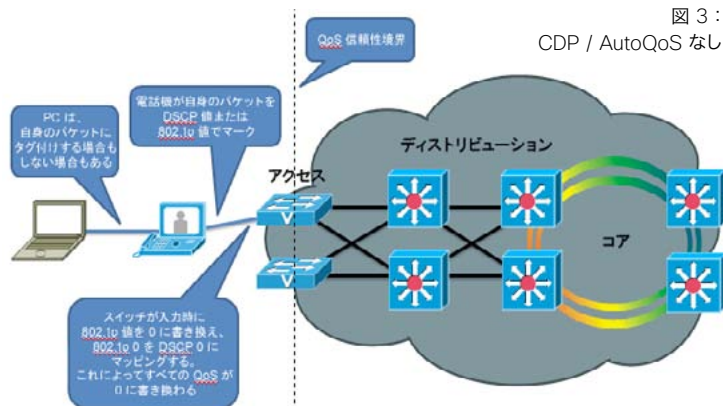 図 3：
CDP / AutoQoS なし
QoS 信頼性境界
PC は、
自身のパケットに
タグ付けする場合も
しない場合もある
電話機が自身のパケットを
DSCP 値または
802.1p 値でマーク
アクセス
ディストリビューション
コア
V
V
スイッチが入力時に
802.1p 値を 0 に書き換え、
802.1p 0 を DSCP 0 に
マッピングする。
これによってすべての QoS が
0 に書き換わる